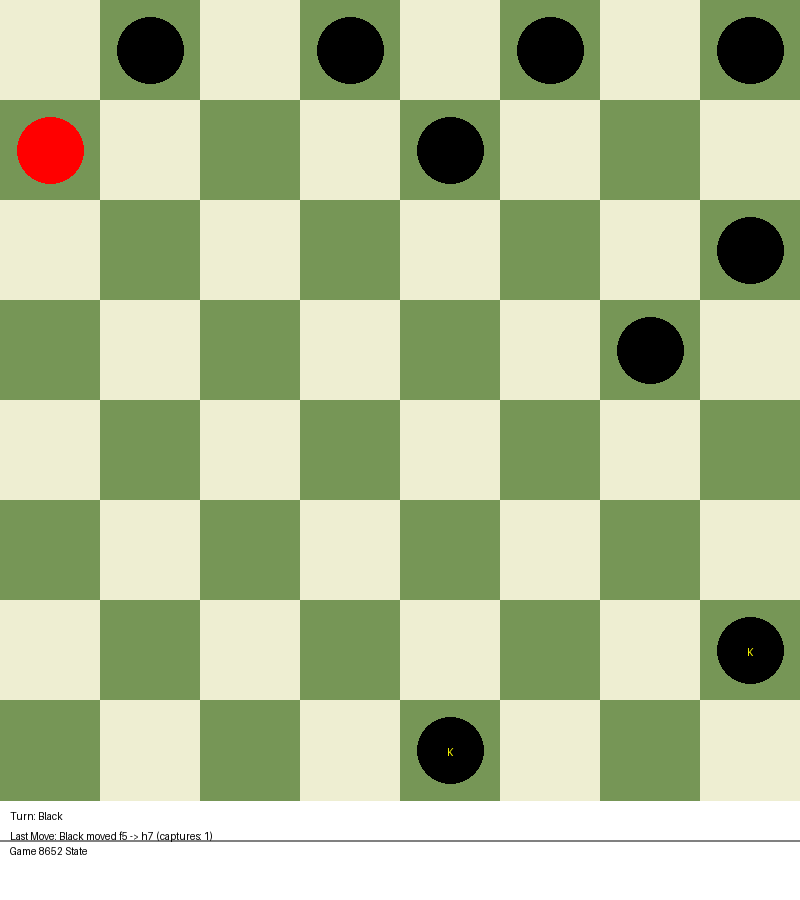 K
K
Turn: Black
Last Move: Black moved f5 -> h7 (captures: 1)
Game 8652 State